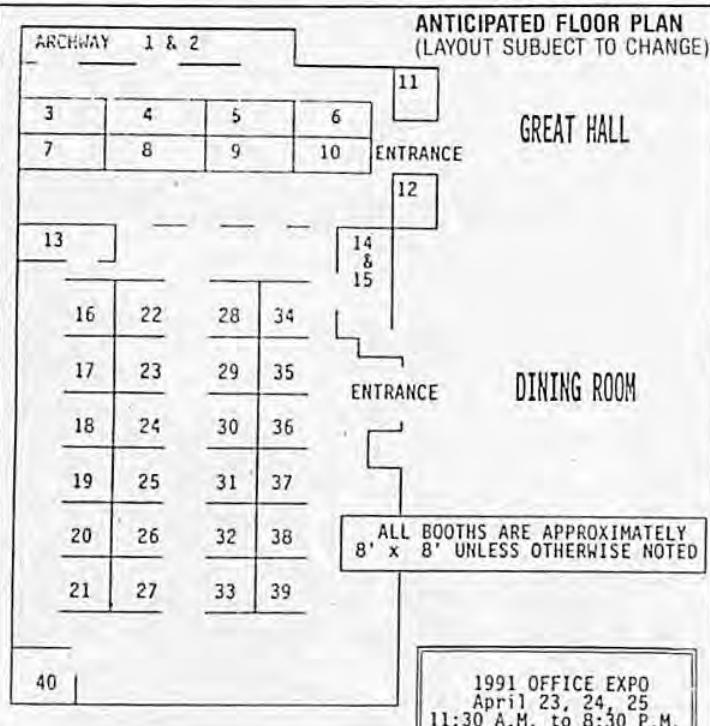 ANTICIPATED FLOOR PLAN
(LAYOUT SUBJECT TO CHANGE)
ARCHWAY 1 & 2
11
3 4 5 6
GREAT HALL
7 8 9 10 ENTRANCE
12
13
14
&
15
16 22 28 34
17 23 29 35
ENTRANCE
DINING ROOM
18 24 30 36
19 25 31 37
ALL BOOTHS ARE APPROXIMATELY
8' x 8' UNLESS OTHERWISE NOTED
20 26 32 38
21 27 33 39
40
1991 OFFICE EXPO
April 23, 24, 25
11:30 A.M. to 8:30 P.M.